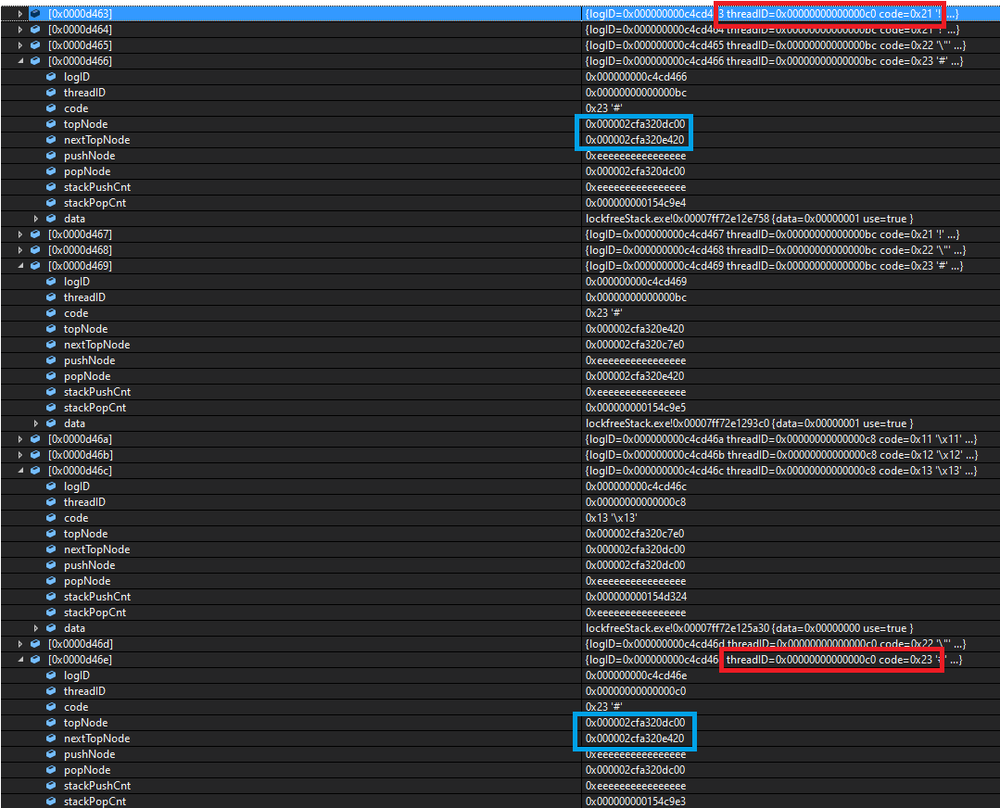 [0x0000d463] {logID=0x000000000c4cd463 threadID=0x00000000000000c0 code=0x21 '!' ...}
[0x0000d464] {logID=0x000000000c4cd464 threadID=0x00000000000000bc code=0x21 '!' ...}
[0x0000d465] {logID=0x000000000c4cd465 threadID=0x00000000000000bc code=0x22 '\"' ...}
[0x0000d466] {logID=0x000000000c4cd466 threadID=0x00000000000000bc code=0x23 '#' ...}
logID 0x000000000c4cd466
threadID 0x00000000000000bc
code 0x23 '#'
topNode 0x000002cfa320dc00
nextTopNode 0x000002cfa320e420
pushNode 0xeeeeeeeeeeeeeeee
popNode 0x000002cfa320dc00
stackPushCnt 0xeeeeeeeeeeeeeeee
stackPopCnt 0x000000000154c9e4
data lockfreeStack.exe!0x00007ff72e12e758 {data=0x00000001 use=true }
[0x0000d467] {logID=0x000000000c4cd467 threadID=0x00000000000000bc code=0x21 '!' ...}
[0x0000d468] {logID=0x000000000c4cd468 threadID=0x00000000000000bc code=0x22 '\"' ...}
[0x0000d469] {logID=0x000000000c4cd469 threadID=0x00000000000000bc code=0x23 '#' ...}
logID 0x000000000c4cd469
threadID 0x00000000000000bc
code 0x23 '#'
topNode 0x000002cfa320e420
nextTopNode 0x000002cfa320c7e0
pushNode 0xeeeeeeeeeeeeeeee
popNode 0x000002cfa320e420
stackPushCnt 0xeeeeeeeeeeeeeeee
stackPopCnt 0x000000000154c9e5
data lockfreeStack.exe!0x00007ff72e1293c0 {data=0x00000001 use=true }
[0x0000d46a] {logID=0x000000000c4cd46a threadID=0x00000000000000c8 code=0x11 '\x11' ...}
[0x0000d46b] {logID=0x000000000c4cd46b threadID=0x00000000000000c8 code=0x12 '\x12' ...}
[0x0000d46c] {logID=0x000000000c4cd46c threadID=0x00000000000000c8 code=0x13 '\x13' ...}
logID 0x000000000c4cd46c
threadID 0x00000000000000c8
code 0x13 '\x13'
topNode 0x000002cfa320c7e0
nextTopNode 0x000002cfa320dc00
pushNode 0x000002cfa320dc00
popNode 0xeeeeeeeeeeeeeeee
stackPushCnt 0x000000000154d324
stackPopCnt 0xeeeeeeeeeeeeeeee
data lockfreeStack.exe!0x00007ff72e125a30 {data=0x00000000 use=true }
[0x0000d46d] {logID=0x000000000c4cd46d threadID=0x00000000000000c0 code=0x22 '\"' ...}
[0x0000d46e] {logID=0x000000000c4cd46 threadID=0x00000000000000c0 code=0x23 '#' ...}
logID 0x000000000c4cd46e
threadID 0x00000000000000c0
code 0x23 '#'
topNode 0x000002cfa320dc00
nextTopNode 0x000002cfa320e420
pushNode 0xeeeeeeeeeeeeeeee
popNode 0x000002cfa320dc00
stackPushCnt 0xeeeeeeeeeeeeeeee
stackPopCnt 0x000000000154c9e3